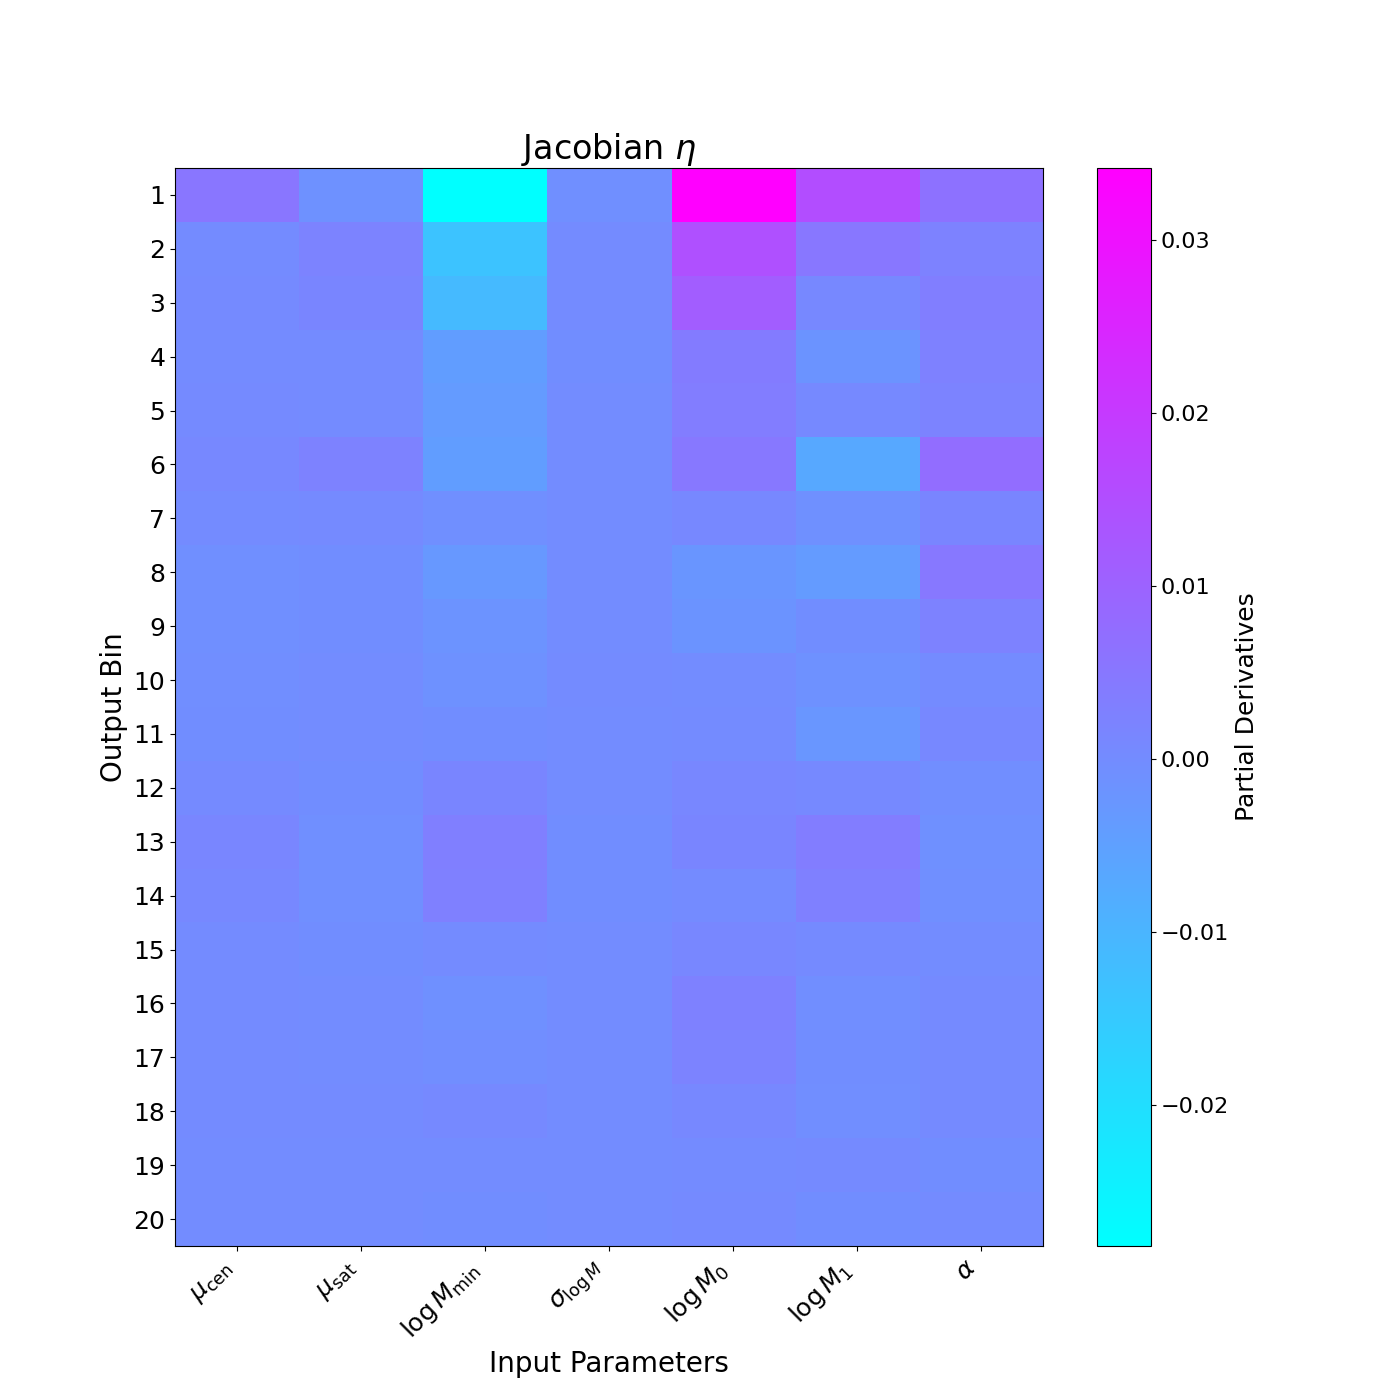 Jacobian η
1
2
3
4
5
6
7
8
9
10
11
12
13
14
15
16
17
18
19
20
Output Bin
μcen
μsat
log Mmin
σlog M
log M0
log M1
α
Input Parameters
0.03
0.02
0.01
0.00
−0.01
−0.02
Partial Derivatives